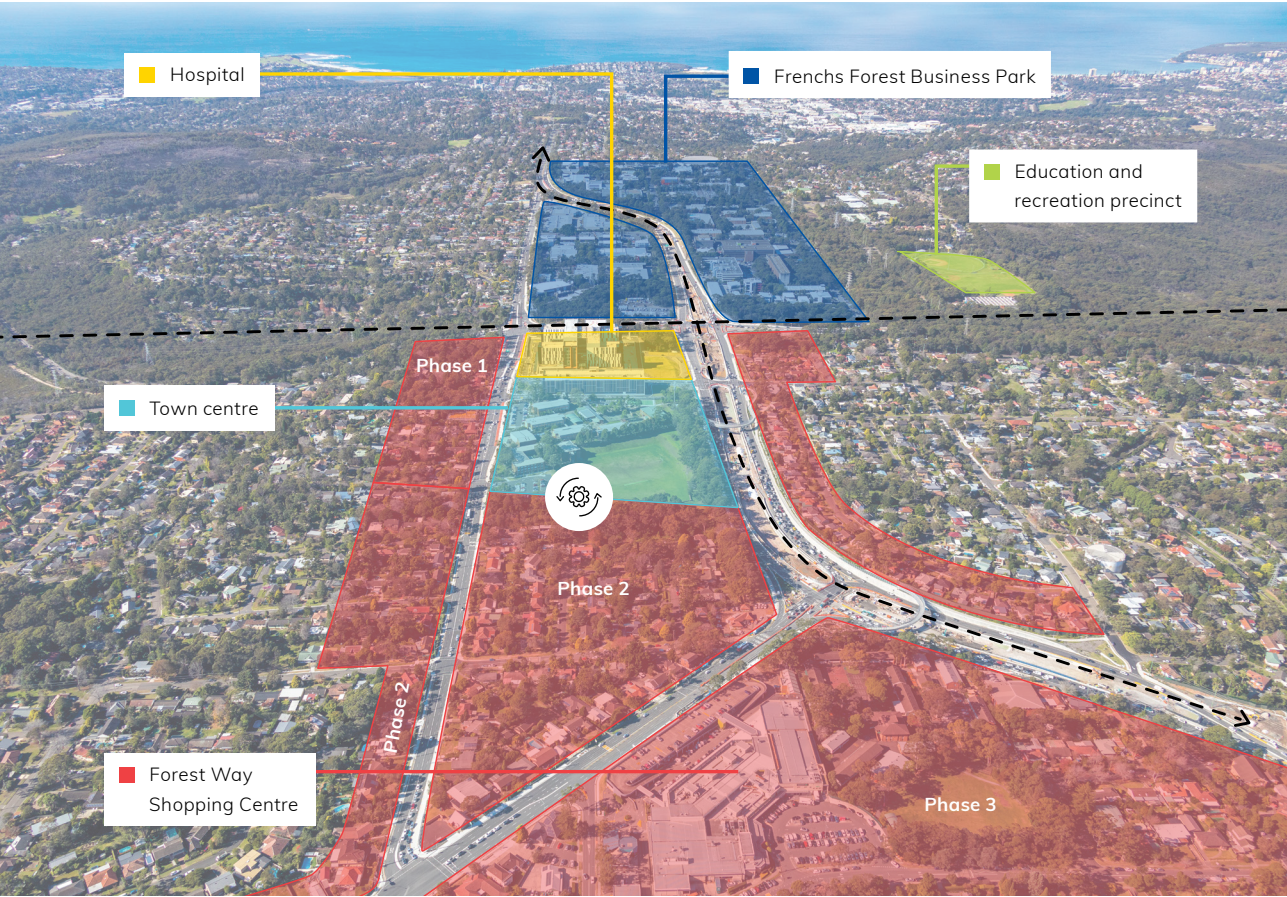 Hospital
Frenchs Forest Business Park
Education and
recreation precinct
Phase 1
Town centre
Phase 2
Phase 2
Forest Way
Shopping Centre
Phase 3